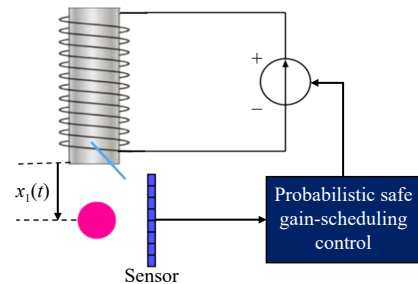 +
−
x₁(t)
Probabilistic safe
gain-scheduling
control
Sensor